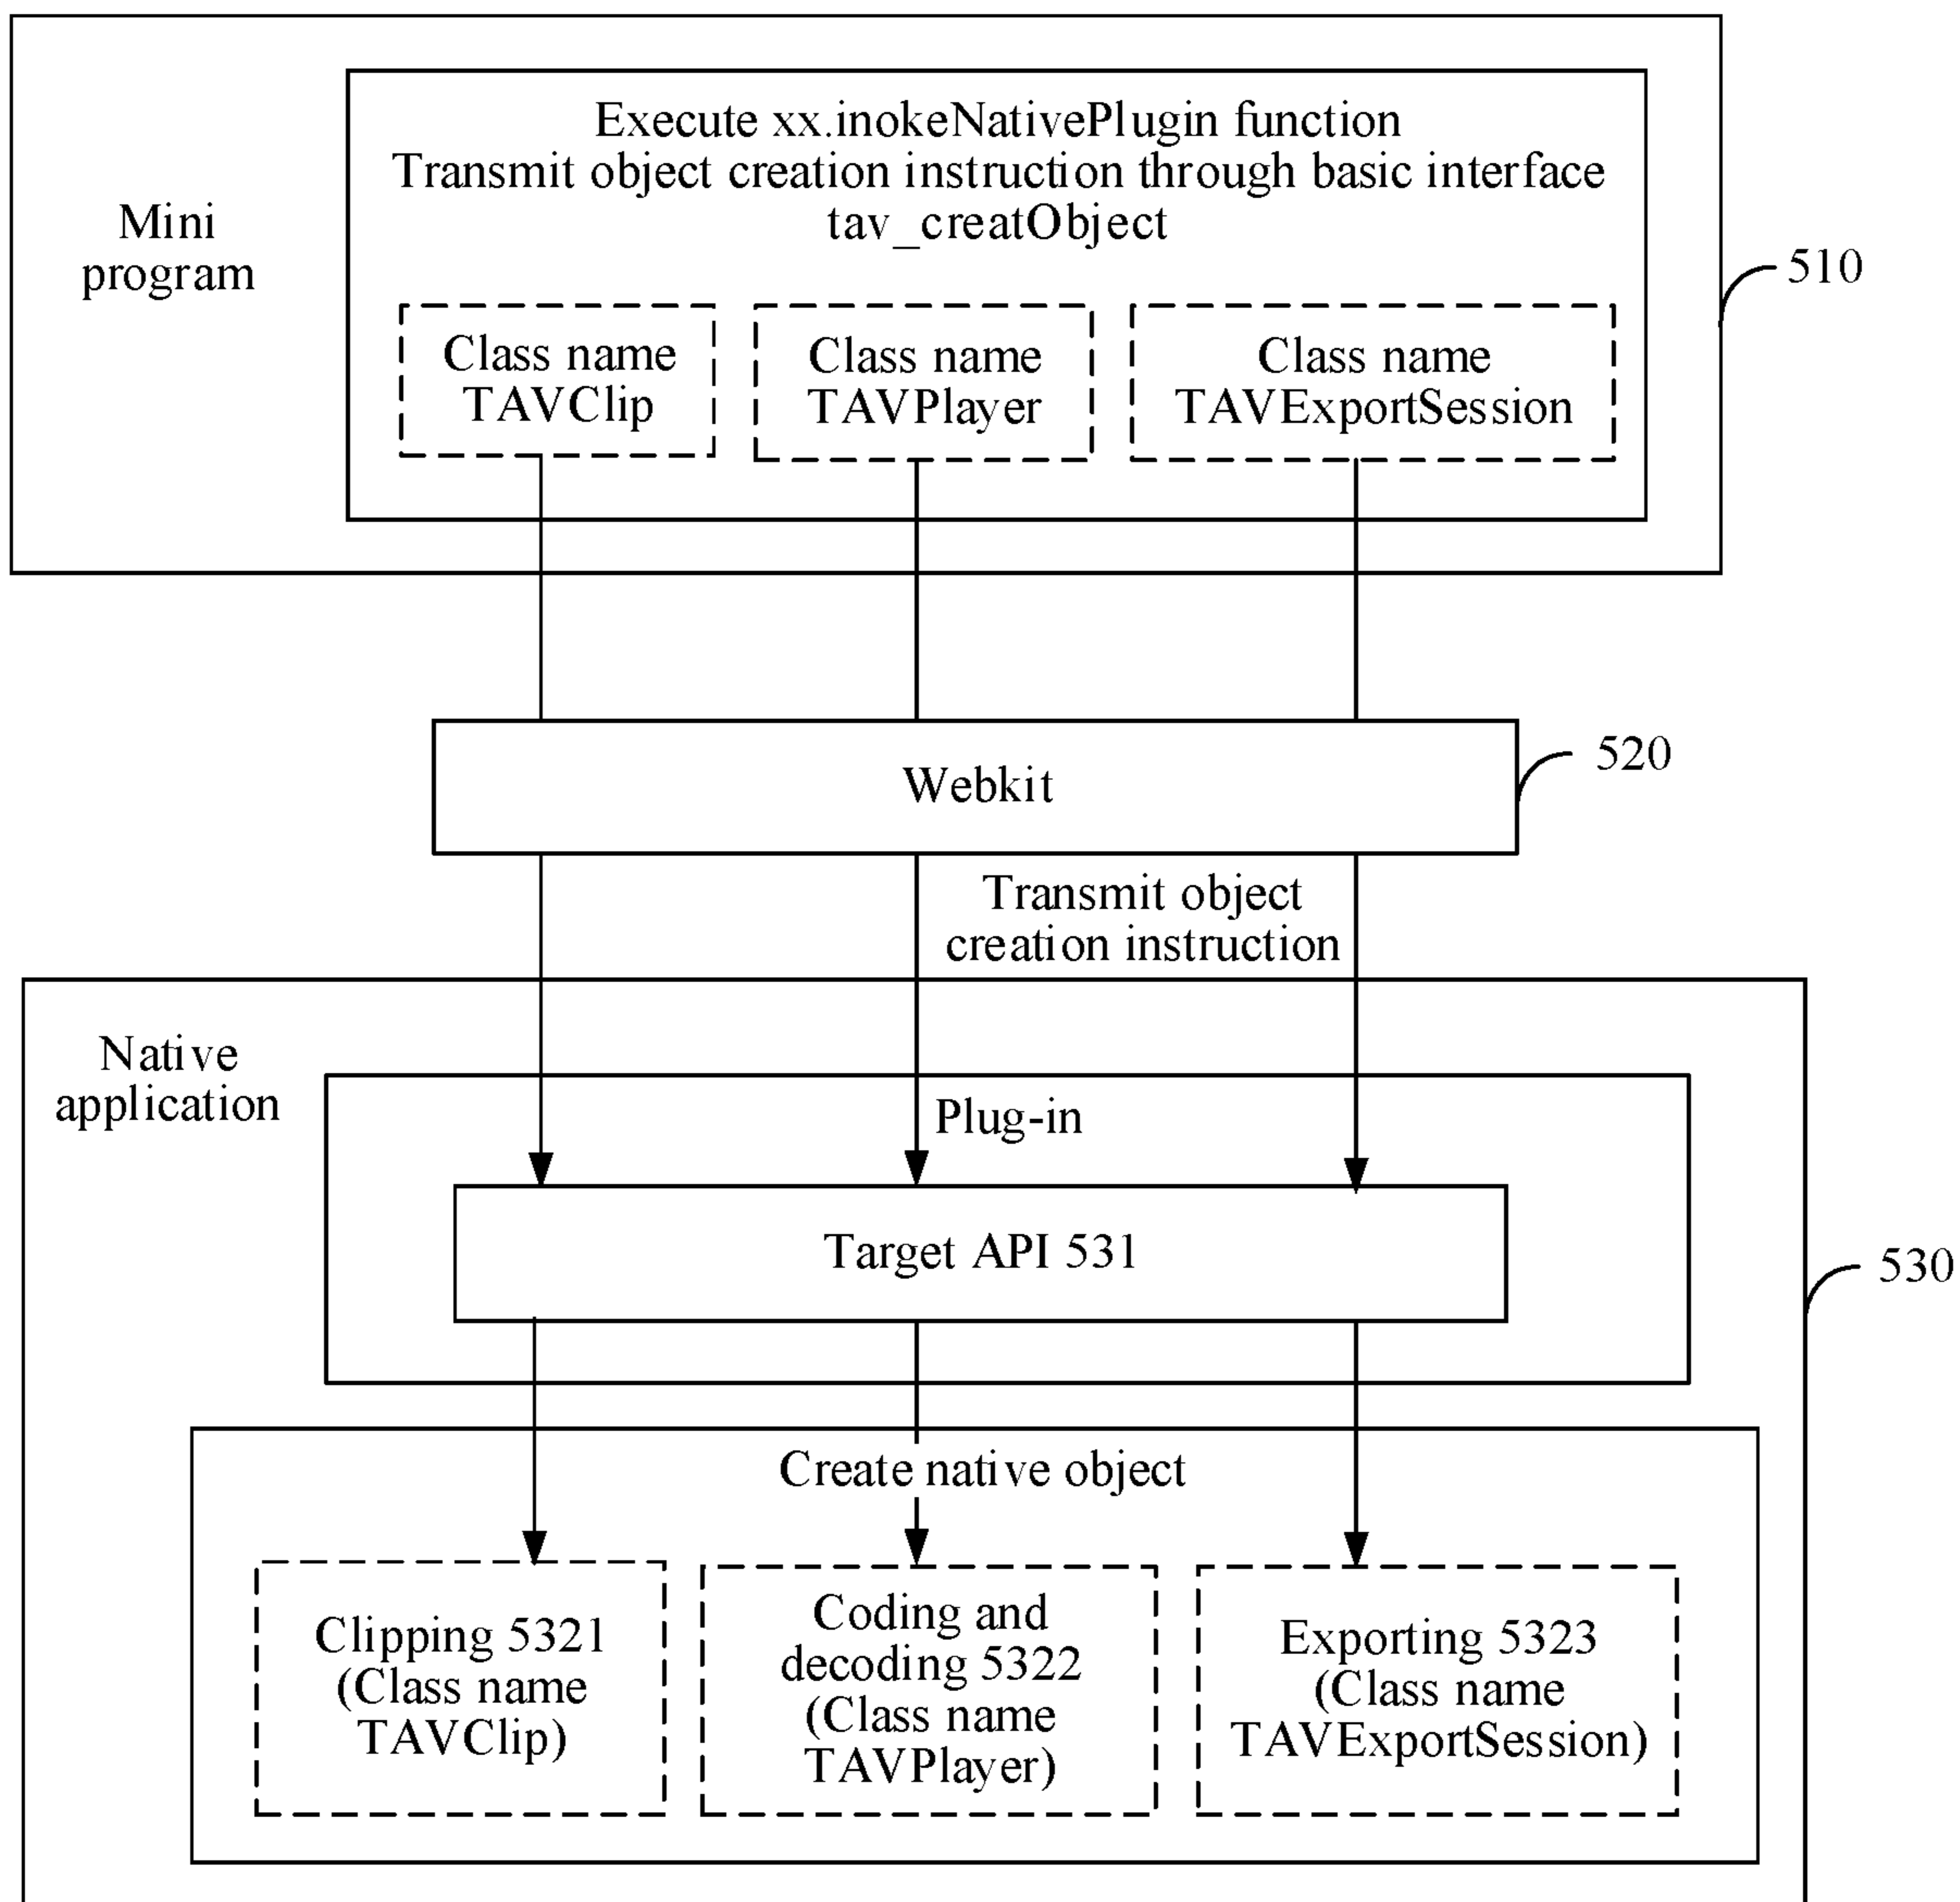 Execute xx.inokeNativePlugin function
Transmit object creation instruction through basic interface
tav_creatObject
Mini
program
510
Class name
TAVClip
Class name
TAVPlayer
Class name
TAVExportSession
Webkit
520
Transmit object
creation instruction
Native
application
Plug-in
Target API 531
530
Create native object
Clipping 5321
(Class name
TAVClip)
Coding and
decoding 5322
(Class name
TAVPlayer)
Exporting 5323
(Class name
TAVExportSession)